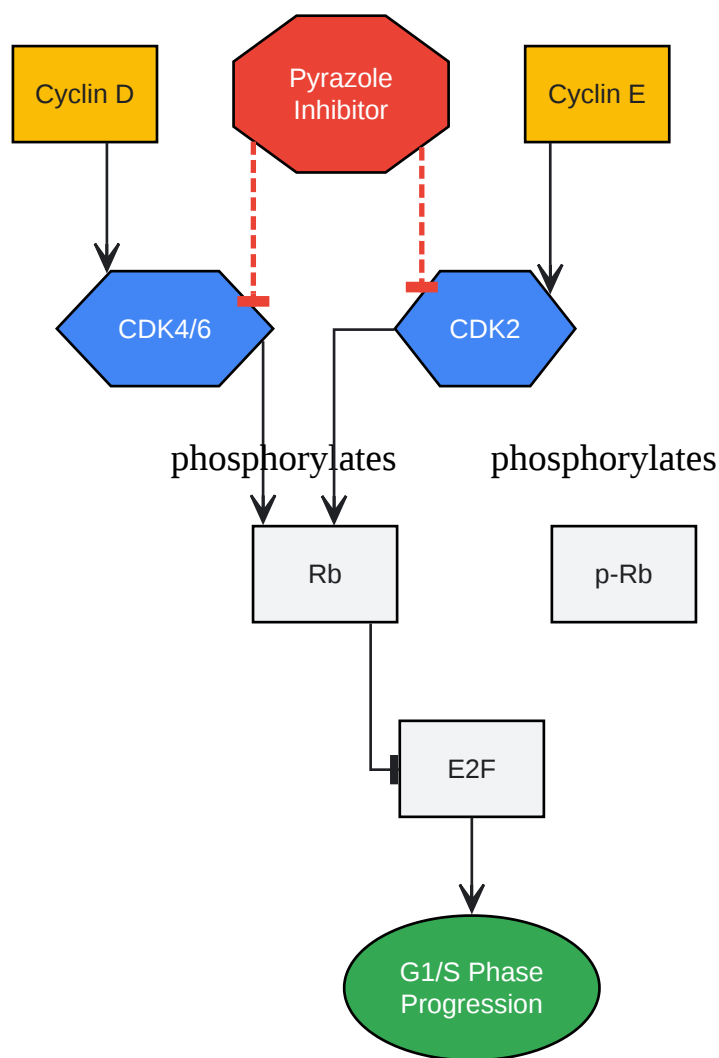 Cyclin D
Pyrazole
Inhibitor
Cyclin E
CDK4/6
CDK2
phosphorylates
phosphorylates
Rb
p-Rb
E2F
G1/S Phase
Progression